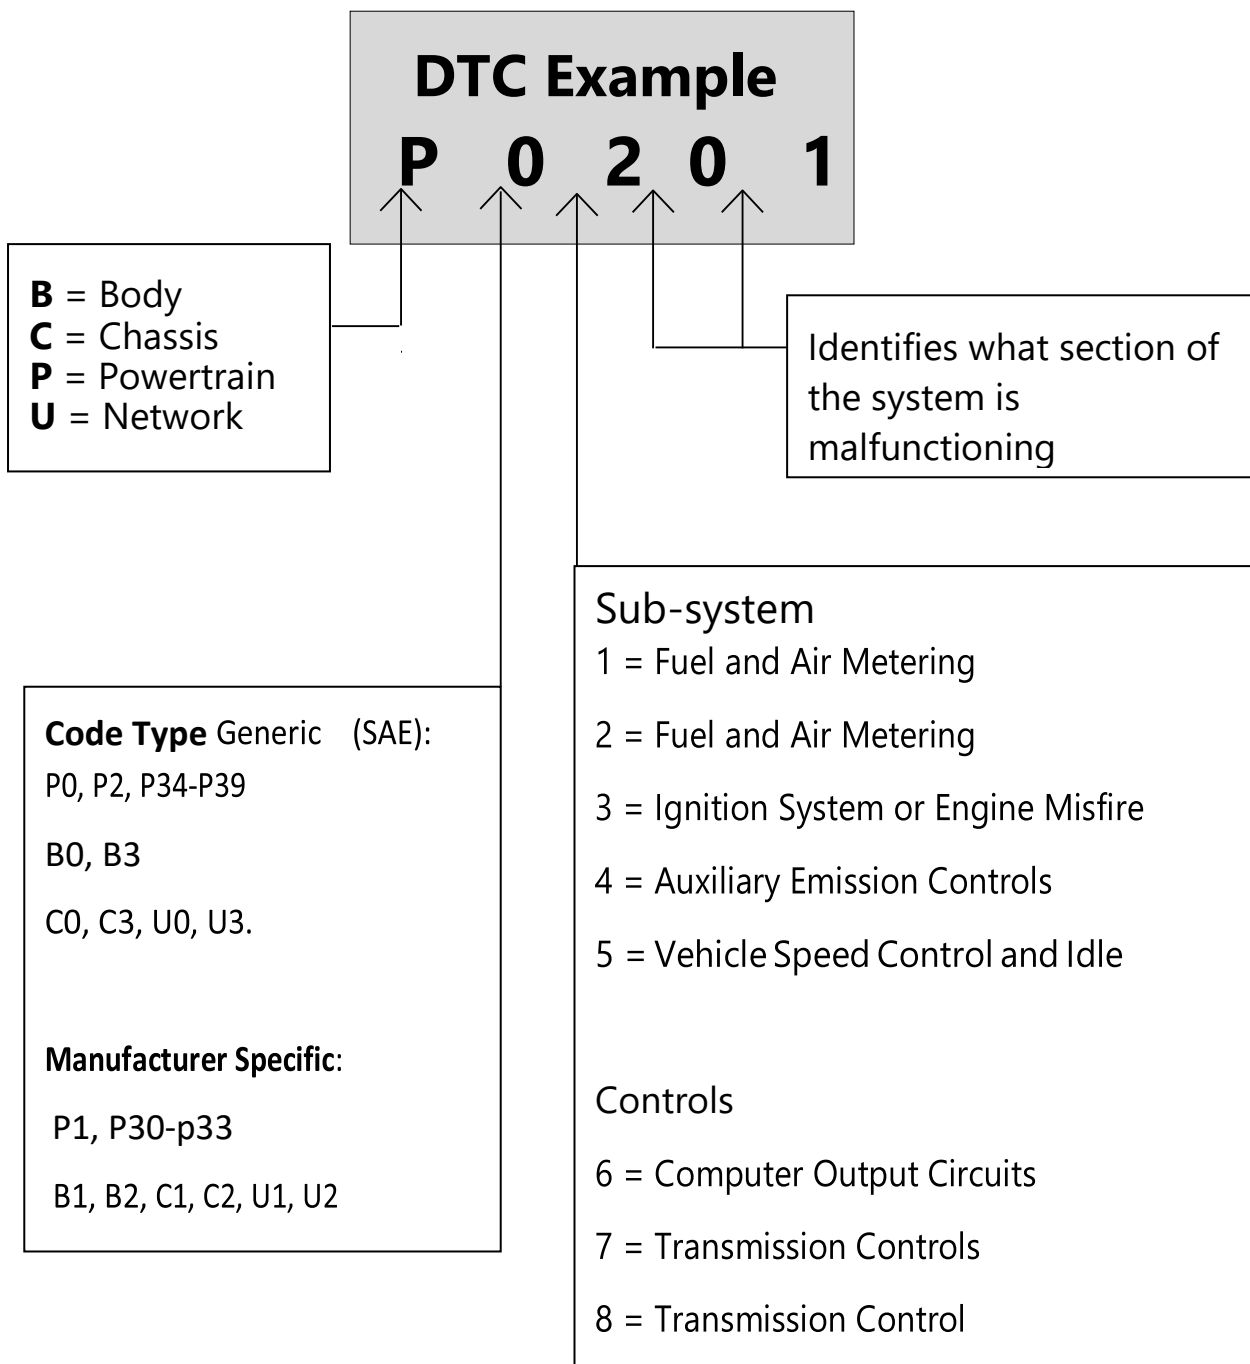 DTC Example
P 0 2 0 1
B = Body
C = Chassis
P = Powertrain
U = Network
Identifies what section of
the system is
malfunctioning
Sub-system
1 = Fuel and Air Metering
2 = Fuel and Air Metering
3 = Ignition System or Engine Misfire
4 = Auxiliary Emission Controls
5 = Vehicle Speed Control and Idle
Controls
6 = Computer Output Circuits
7 = Transmission Controls
8 = Transmission Control
Code Type Generic (SAE):
P0, P2, P34-P39
B0, B3
C0, C3, U0, U3.
Manufacturer Specific:
P1, P30-p33
B1, B2, C1, C2, U1, U2